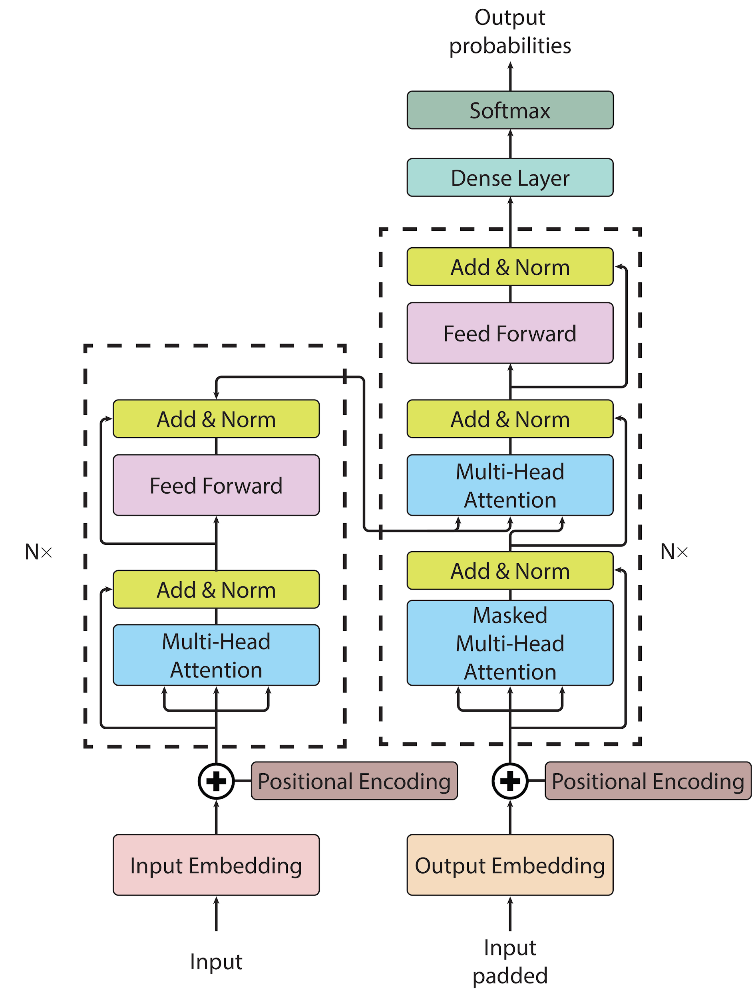 Output
probabilities
Softmax
Dense Layer
Add & Norm
Feed Forward
Add & Norm
Multi-Head
Attention
Add & Norm
Masked
Multi-Head
Attention
N×
Add & Norm
Feed Forward
N×
Add & Norm
Multi-Head
Attention
Positional Encoding
Positional Encoding
Input Embedding
Output Embedding
Input
Input
padded